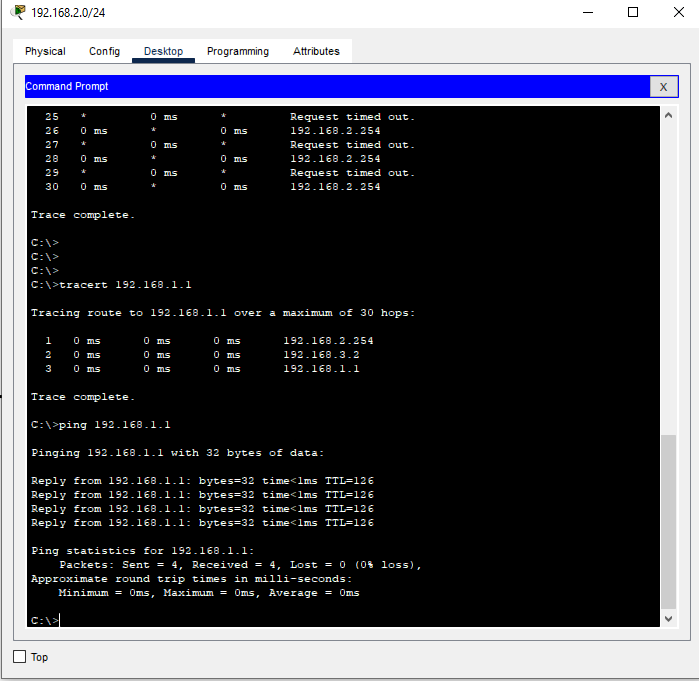 192.168.2.0/24
Physical Config Desktop Programming Attributes
Command Prompt X
25 * 0 ms * Request timed out.
26 0 ms * 0 ms 192.168.2.254
27 * 0 ms * Request timed out.
28 0 ms * 0 ms 192.168.2.254
29 * 0 ms * Request timed out.
30 0 ms * 0 ms 192.168.2.254
Trace complete.
C:\>
C:\>
C:\>
C:\>tracert 192.168.1.1
Tracing route to 192.168.1.1 over a maximum of 30 hops:
1 0 ms 0 ms 0 ms 192.168.2.254
2 0 ms 0 ms 0 ms 192.168.3.2
3 0 ms 0 ms 0 ms 192.168.1.1
Trace complete.
C:\>ping 192.168.1.1
Pinging 192.168.1.1 with 32 bytes of data:
Reply from 192.168.1.1: bytes=32 time<1ms TTL=126
Reply from 192.168.1.1: bytes=32 time<1ms TTL=126
Reply from 192.168.1.1: bytes=32 time<1ms TTL=126
Reply from 192.168.1.1: bytes=32 time<1ms TTL=126
Ping statistics for 192.168.1.1:
Packets: Sent = 4, Received = 4, Lost = 0 (0% loss),
Approximate round trip times in milli-seconds:
Minimum = 0ms, Maximum = 0ms, Average = 0ms
C:\>
Top